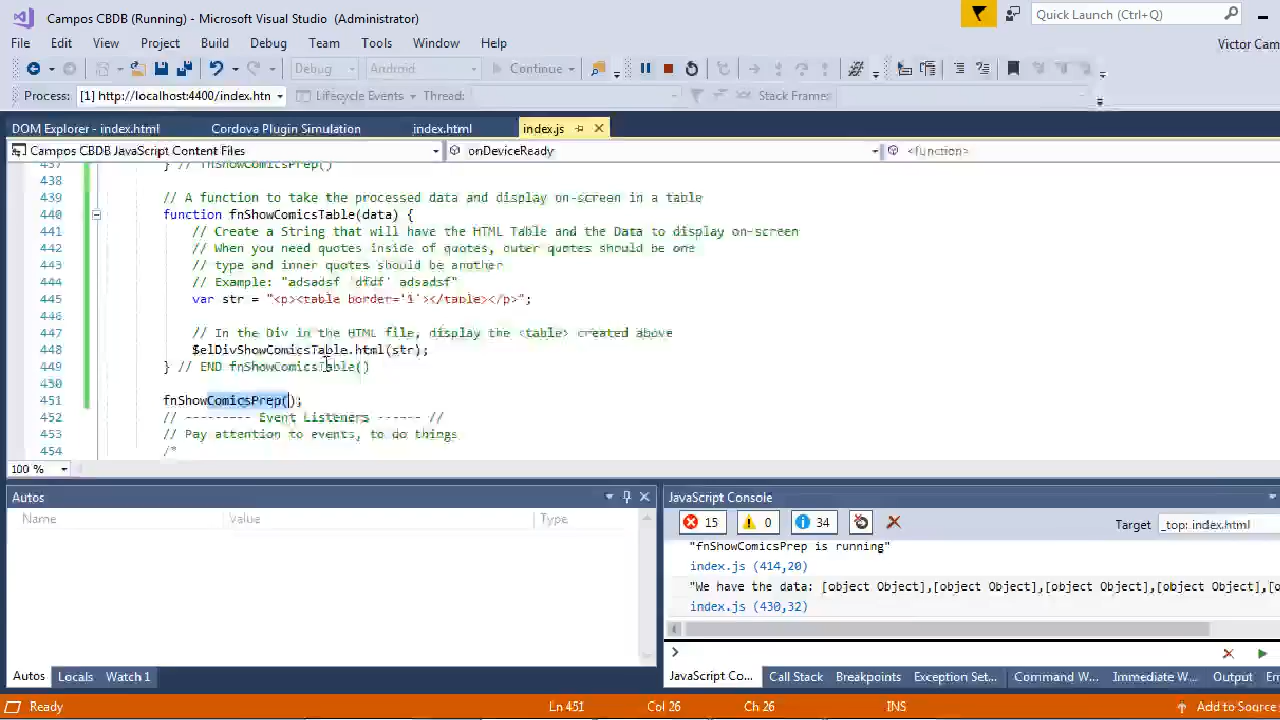 Campos CBDB (Running) - Microsoft Visual Studio (Administrator)
Quick Launch (Ctrl+Q)
File Edit View Project Build Debug Team Tools Window Help
Victor Cam
Debug Android Continue
Process: [1] http://localhost:4400/index.htn Lifecycle Events Thread: Stack Frame:
DOM Explorer - index.html Cordova Plugin Simulation index.html index.js
Campos CBDB JavaScript Content Files onDeviceReady <function>
437 } // fnShowComicsPrep()
438
439 // A function to take the processed data and display on-screen in a table
440 function fnShowComicsTable(data) {
441 // Create a String that will have the HTML Table and the Data to display on-screen
442 // When you need quotes inside of quotes, outer quotes should be one
443 // type and inner quotes should be another
444 // Example: "adsadsf 'dfdf' adsadsf"
445 var str = "<p><table border='1'></table></p>";
446
447 // In the Div in the HTML file, display the <table> created above
448 $elDivShowComicsTable.html(str);
449 } // END fnShowComicsTable()
450
451 fnShowComicsPrep();
452 // --------- Event Listeners ------ //
453 // Pay attention to events, to do things
454 /*
100 %
Autos
Name Value Type
Autos Locals Watch 1
JavaScript Console
15 0 34 Target _top: index.html
"fnShowComicsPrep is running"
index.js (414,20)
"We have the data: [object Object],[object Object],[object Object],[object Object],[o
index.js (430,32)
>
JavaScript Co... Call Stack Breakpoints Exception Set... Command W... Immediate W... Output Er
Ready Ln 451 Col 26 Ch 26 INS Add to Source